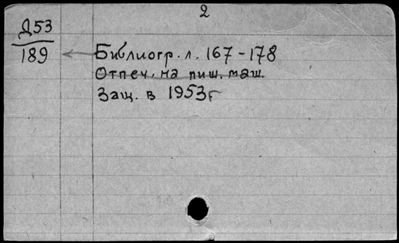 2
Д53
189
Библиогр. л. 167-178
Отпеч. на пиш. маш.
Защ. в 1953г